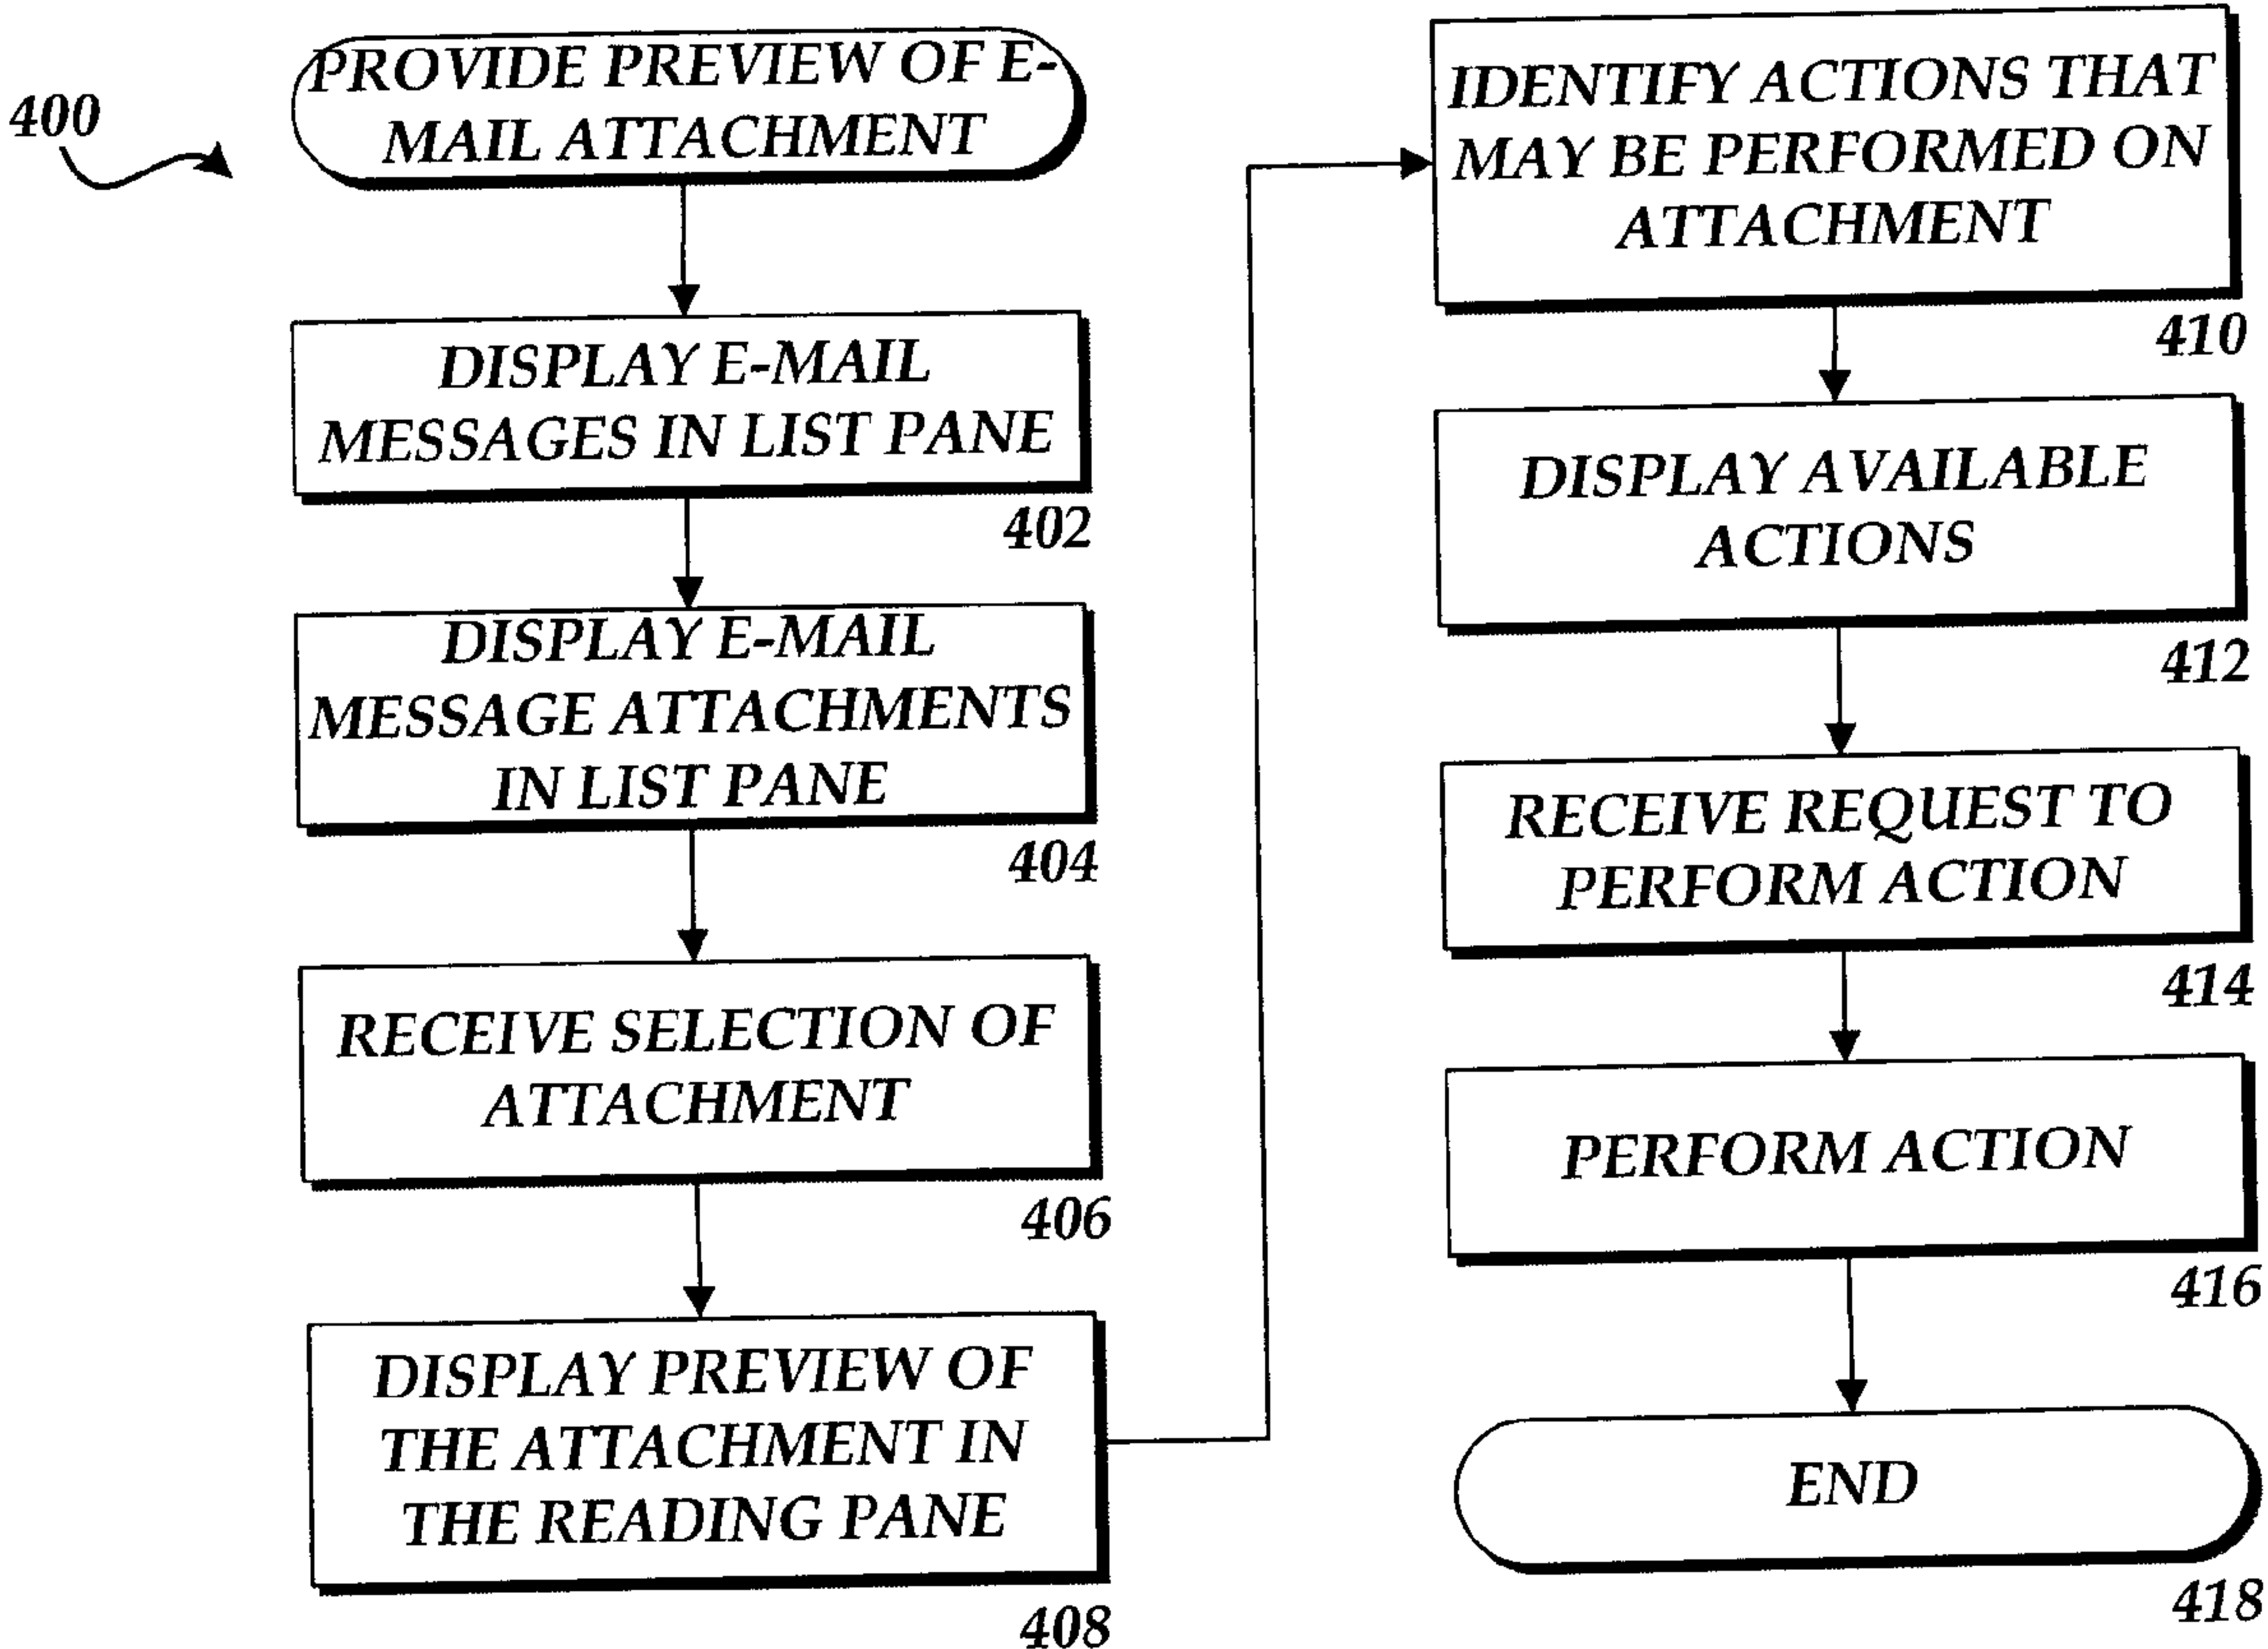 400
PROVIDE PREVIEW OF E-
MAIL ATTACHMENT
DISPLAY E-MAIL
MESSAGES IN LIST PANE
402
DISPLAY E-MAIL
MESSAGE ATTACHMENTS
IN LIST PANE
404
RECEIVE SELECTION OF
ATTACHMENT
406
DISPLAY PREVIEW OF
THE ATTACHMENT IN
THE READING PANE
408
IDENTIFY ACTIONS THAT
MAY BE PERFORMED ON
ATTACHMENT
410
DISPLAY AVAILABLE
ACTIONS
412
RECEIVE REQUEST TO
PERFORM ACTION
414
PERFORM ACTION
416
END
418